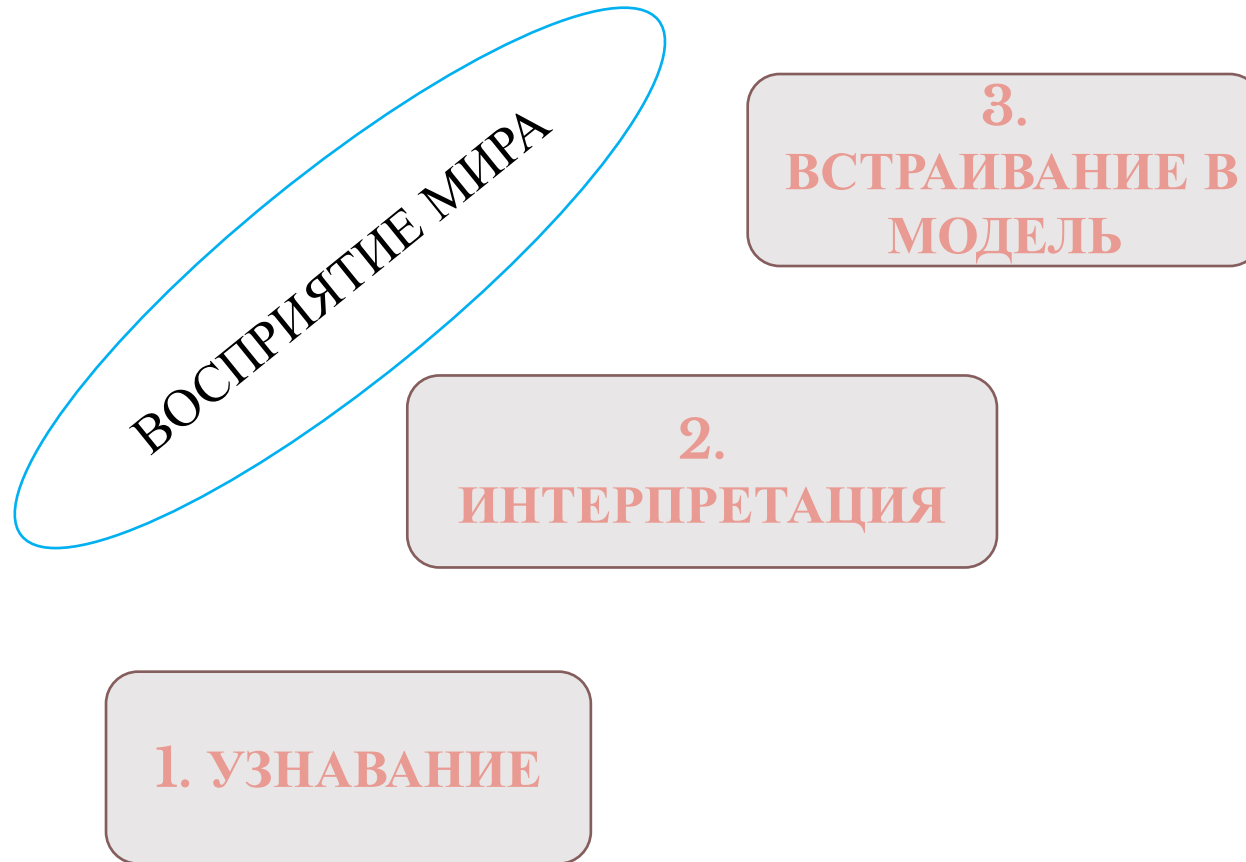 ВОСПРИЯТИЕ МИРА
3.
ВСТРАИВАНИЕ В
МОДЕЛЬ
2.
ИНТЕРПРЕТАЦИЯ
1. УЗНАВАНИЕ